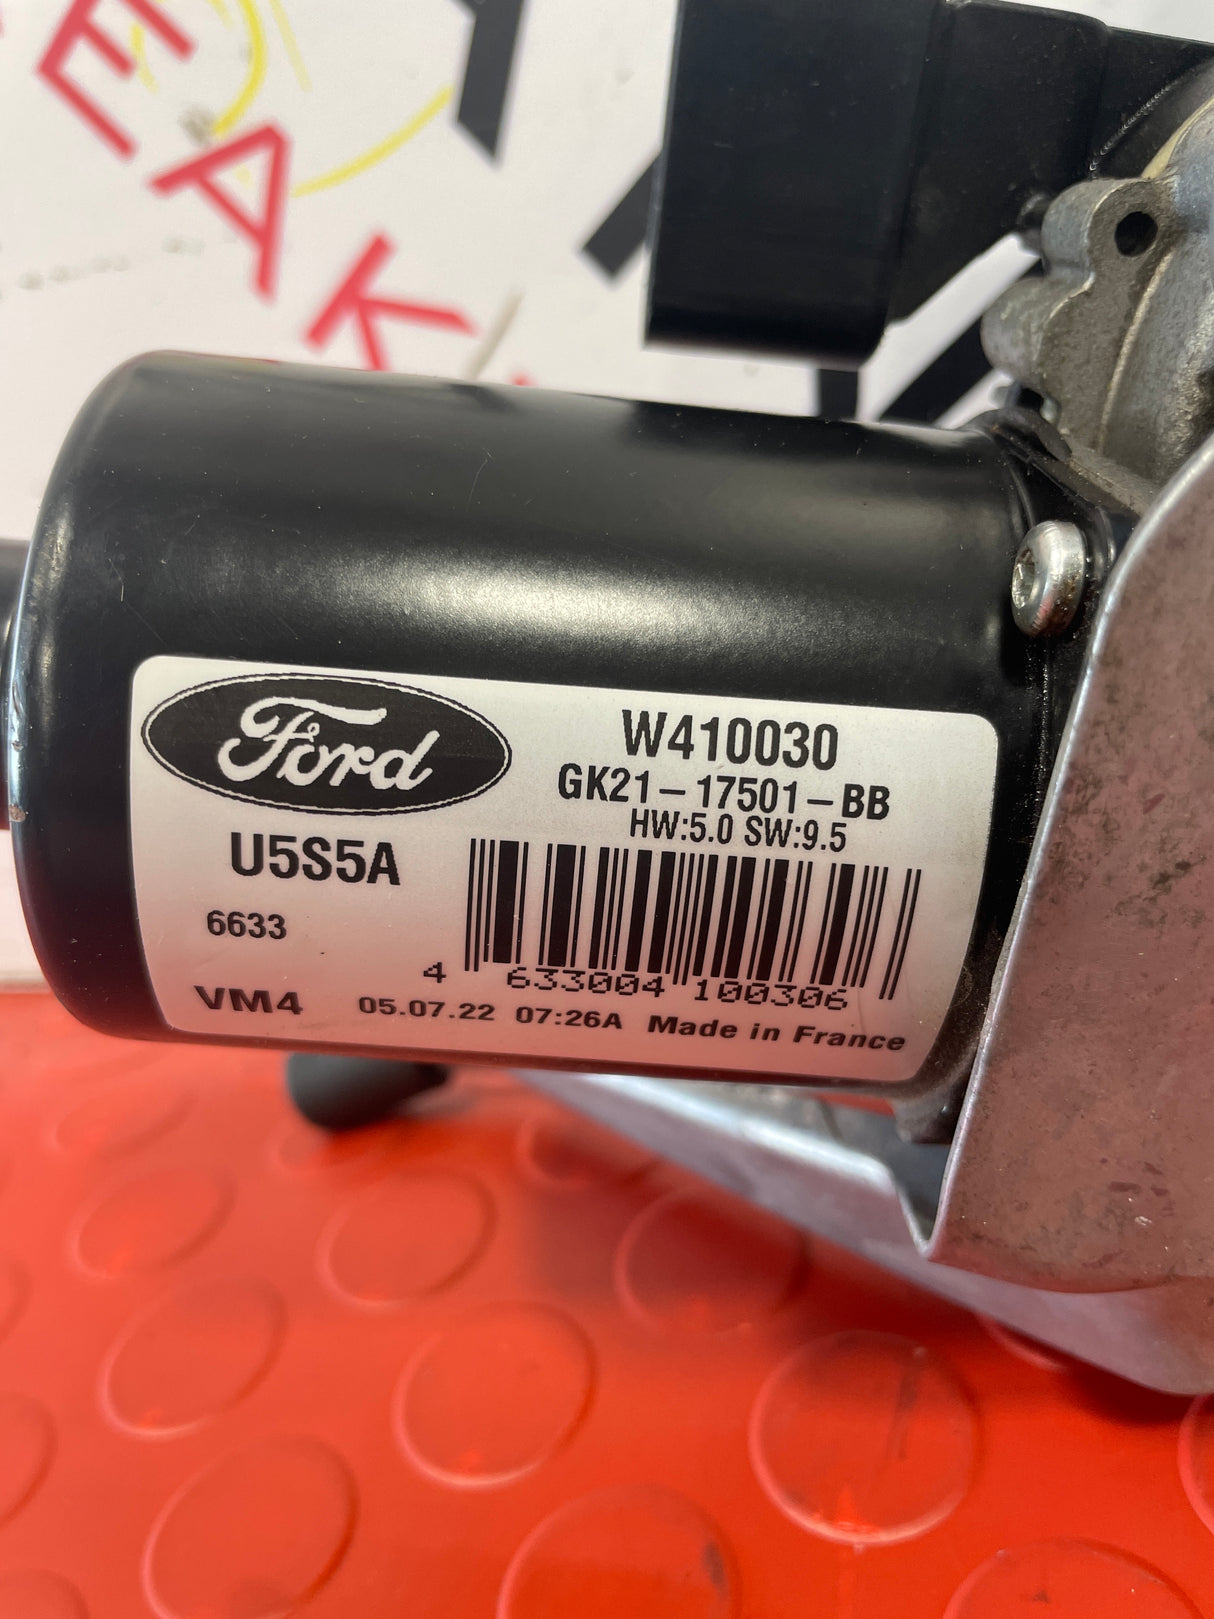 EAK
Ford
W410030
GK21-17501-BB
HW:5.0 SW:9.5
U5S5A
6633
4 633004 100306
VM4 05.07.22 07:26A Made in France